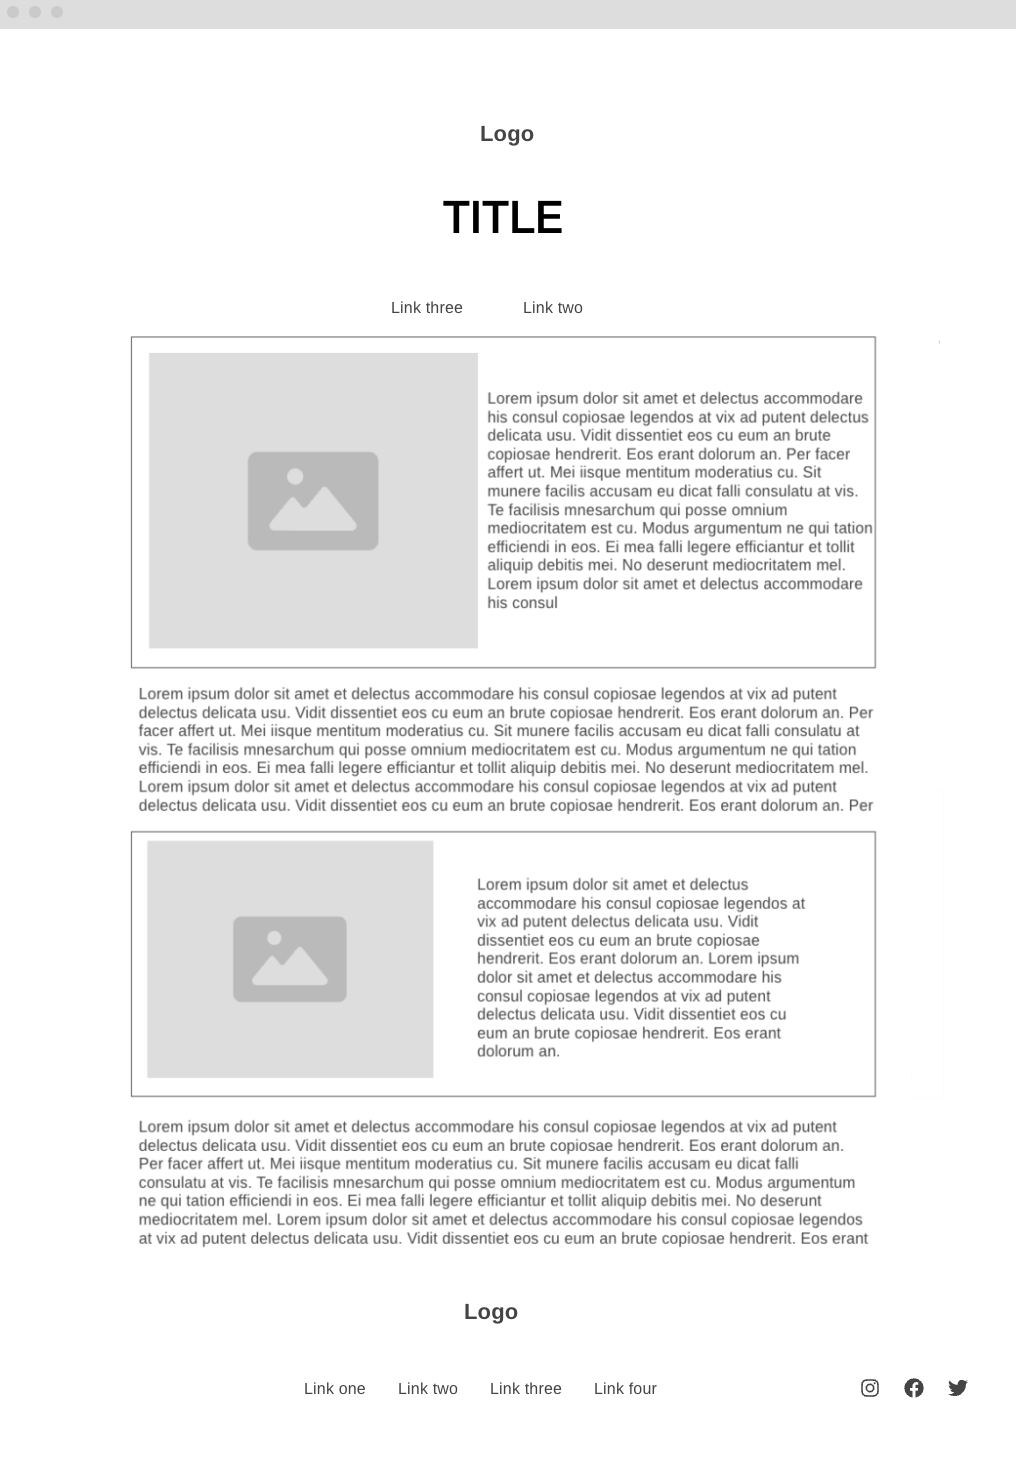 Logo
TITLE
Link three Link two
Lorem ipsum dolor sit amet et delectus accommodare
his consul copiosae legendos at vix ad putent delectus
delicata usu. Vidit dissentiet eos cu eum an brute
copiosae hendrerit. Eos erant dolorum an. Per facer
affert ut. Mei iisque mentitum moderatius cu. Sit
munere facilis accusam eu dicat falli consulatu at vis.
Te facilisis mnesarchum qui posse omnium
mediocritatem est cu. Modus argumentum ne qui tation
efficiendi in eos. Ei mea falli legere efficiantur et tollit
aliquip debitis mei. No deserunt mediocritatem mel.
Lorem ipsum dolor sit amet et delectus accommodare
his consul
Lorem ipsum dolor sit amet et delectus accommodare his consul copiosae legendos at vix ad putent
delectus delicata usu. Vidit dissentiet eos cu eum an brute copiosae hendrerit. Eos erant dolorum an. Per
facer affert ut. Mei iisque mentitum moderatius cu. Sit munere facilis accusam eu dicat falli consulatu at
vis. Te facilisis mnesarchum qui posse omnium mediocritatem est cu. Modus argumentum ne qui tation
efficiendi in eos. Ei mea falli legere efficiantur et tollit aliquip debitis mei. No deserunt mediocritatem mel.
Lorem ipsum dolor sit amet et delectus accommodare his consul copiosae legendos at vix ad putent
delectus delicata usu. Vidit dissentiet eos cu eum an brute copiosae hendrerit. Eos erant dolorum an. Per
Lorem ipsum dolor sit amet et delectus
accommodare his consul copiosae legendos at
vix ad putent delectus delicata usu. Vidit
dissentiet eos cu eum an brute copiosae
hendrerit. Eos erant dolorum an. Lorem ipsum
dolor sit amet et delectus accommodare his
consul copiosae legendos at vix ad putent
delectus delicata usu. Vidit dissentiet eos cu
eum an brute copiosae hendrerit. Eos erant
dolorum an.
Lorem ipsum dolor sit amet et delectus accommodare his consul copiosae legendos at vix ad putent
delectus delicata usu. Vidit dissentiet eos cu eum an brute copiosae hendrerit. Eos erant dolorum an.
Per facer affert ut. Mei iisque mentitum moderatius cu. Sit munere facilis accusam eu dicat falli
consulatu at vis. Te facilisis mnesarchum qui posse omnium mediocritatem est cu. Modus argumentum
ne qui tation efficiendi in eos. Ei mea falli legere efficiantur et tollit aliquip debitis mei. No deserunt
mediocritatem mel. Lorem ipsum dolor sit amet et delectus accommodare his consul copiosae legendos
at vix ad putent delectus delicata usu. Vidit dissentiet eos cu eum an brute copiosae hendrerit. Eos erant
Logo
Link one Link two Link three Link four